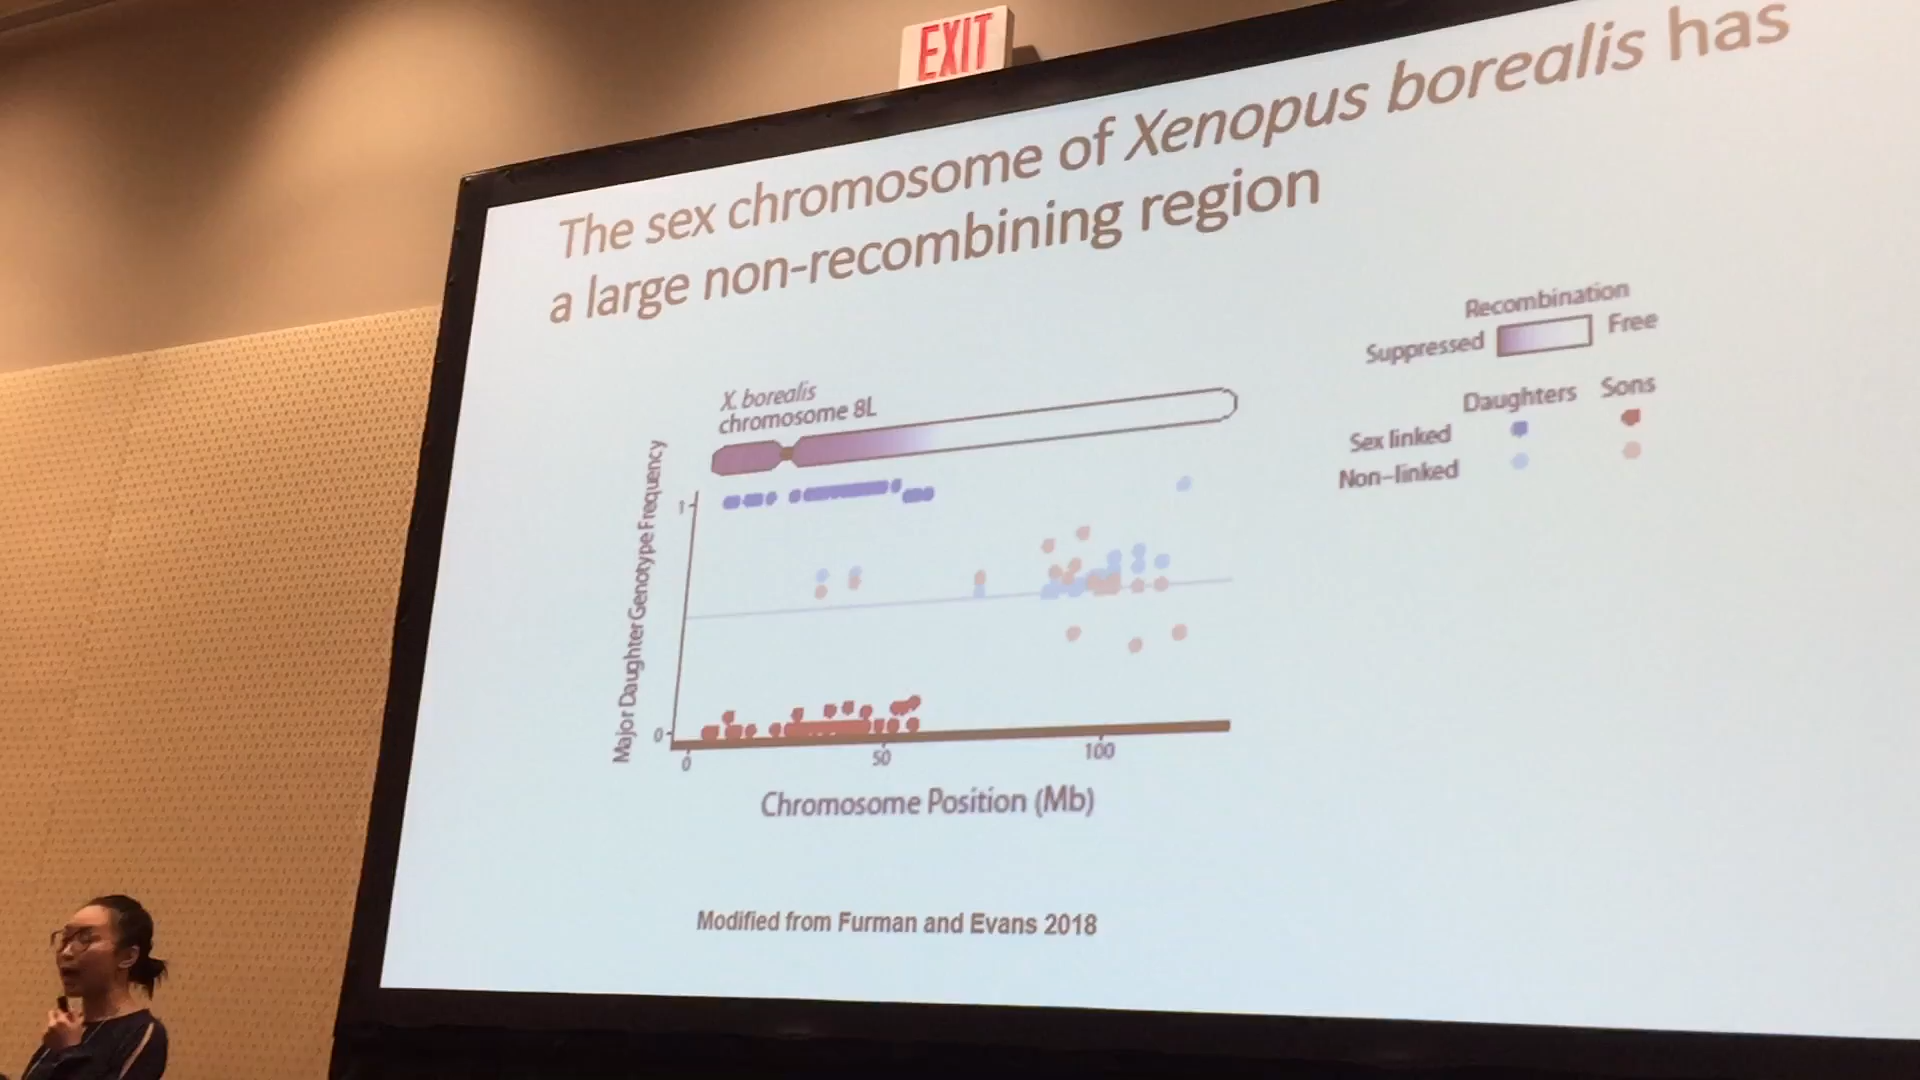 EXIT
The sex chromosome of Xenopus borealis has
a large non-recombining region
Recombination
Suppressed
Free
Daughters Sons
Sex linked
Non-linked
X. borealis
chromosome 8L
Major Daughter Genotype Frequency
1
0
0
50
100
Chromosome Position (Mb)
Modified from Furman and Evans 2018